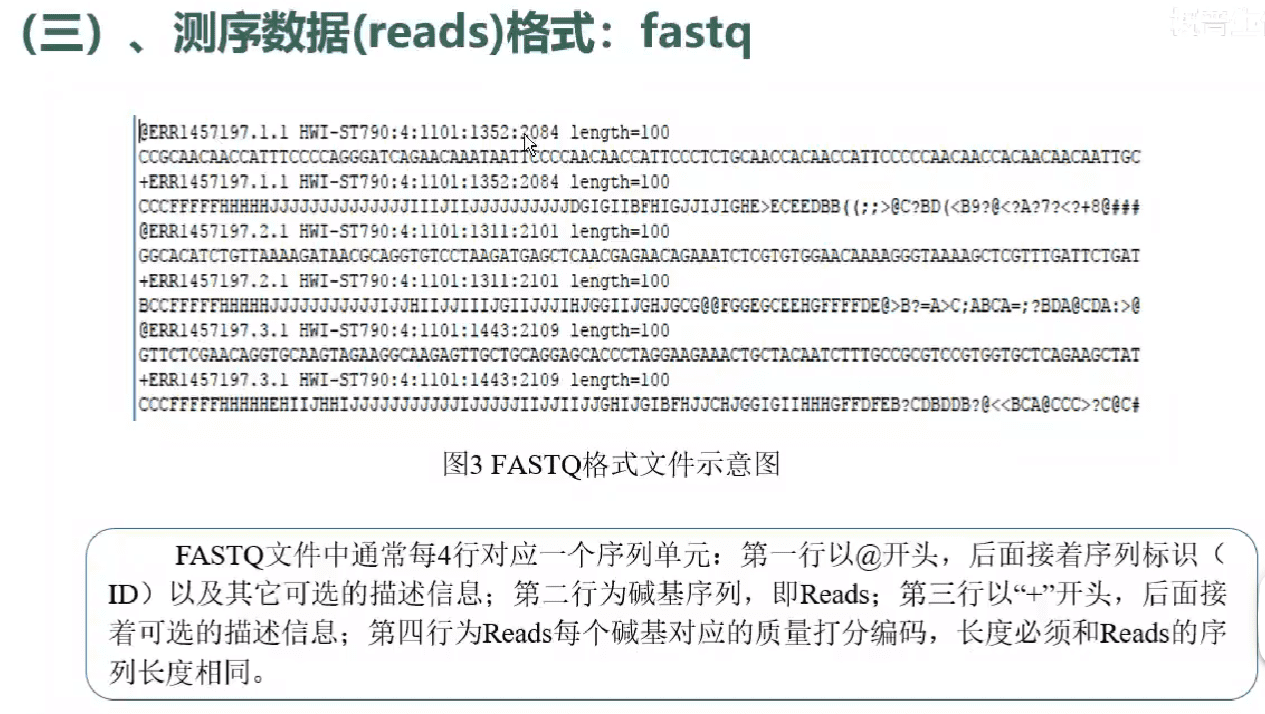 (三) 、测序数据(reads)格式：fastq
@ERR1457197.1.1 HWI-ST790:4:1101:1352:2084 length=100
CCGCAACAACCATTTCCCCAGGGATCAGAACAAATAATTCCCCAACAACCATTCCCTCTGCAACCACAACCATTCCCCCAACAACCACAACAACAATTGC
+ERR1457197.1.1 HWI-ST790:4:1101:1352:2084 length=100
CCCFFFFFHHHHHJJJJJJJJJJJJJIIIJIIJJJJJJJJJJDGIGIIBFHIGJJIJIGHE>ECEEDBB{{;;>@C?BD(<B9?@<?A?7?<?+8@###
@ERR1457197.2.1 HWI-ST790:4:1101:1311:2101 length=100
GGCACATCTGTTAAAAGATAACGCAGGTGTCCTAAGATGAGCTCAACGAGAACAGAAATCTCGTGTGGAACAAAAGGGTAAAAGCTCGTTTGATTCTGAT
+ERR1457197.2.1 HWI-ST790:4:1101:1311:2101 length=100
BCCFFFFFHHHHHJJJJJJJJJJJIJJHIIJJIIIJGIIJJJIHJGGIIJGHJGCG@@FGGEGCEEHGFFFFDE@>B?=A>C;ABCA=;?BDA@CDA:>@
@ERR1457197.3.1 HWI-ST790:4:1101:1443:2109 length=100
GTTCTCGAACAGGTGCAAGTAGAAGGCAAGAGTTGCTGCAGGAGCACCCTAGGAAGAAACTGCTACAATCTTTGCCGCGTCCGTGGTGCTCAGAAGCTAT
+ERR1457197.3.1 HWI-ST790:4:1101:1443:2109 length=100
CCCFFFFFHHHHHEHIIJHHIJJJJJJJJJJJIJJJJJIIJJIIJJGHIJGIBFHJJCHJGGIGIIHHHGFFDFEB?CDBDDB?@<<BCA@CCC>?C@C#
图3 FASTQ格式文件示意图
FASTQ文件中通常每4行对应一个序列单元：第一行以@开头，后面接着序列标识（
ID）以及其它可选的描述信息；第二行为碱基序列，即Reads；第三行以“+”开头，后面接
着可选的描述信息；第四行为Reads每个碱基对应的质量打分编码，长度必须和Reads的序
列长度相同。